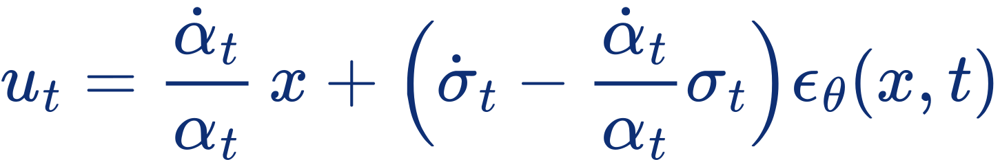 u_t = \frac{\dot{\alpha}_t}{\alpha_t} x + \left( \dot{\sigma}_t - \frac{\dot{\alpha}_t}{\alpha_t} \sigma_t \right) \epsilon_\theta(x, t)